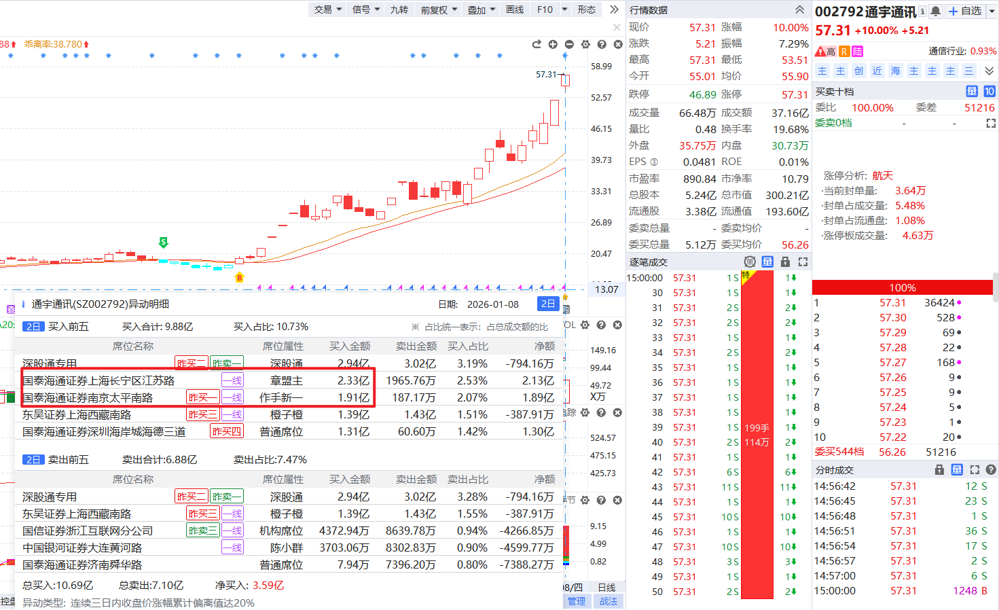 交易 信号 九转 前复权 叠加 画线 F10 形态
88 乖离率:38.780
58.99
57.31
52.57
46.15
39.73
33.31
26.89
20.47
13.07
S
B
通宇通讯(SZ002792)异动明细 日期: 2026-01-08 2日
2日 买入前五 买入合计: 9.88亿 买入占比: 10.73% ※ 占比统一表示: 占总成交额的比
席位名称 席位属性 买入金额 卖出金额 买入占比 净额
深股通专用 昨买二 昨卖一 深股通 2.94亿 3.02亿 3.19% -794.16万
国泰海通证券上海长宁区江苏路 一线 章盟主 2.33亿 1965.76万 2.53% 2.13亿
国泰海通证券南京太平南路 昨买一 一线 作手新一 1.91亿 187.17万 2.07% 1.89亿
东吴证券上海西藏南路 昨买三 一线 橙子橙 1.39亿 1.43亿 1.51% -387.91万
国泰海通证券深圳海岸城海德三道 昨买四 普通席位 1.31亿 60.60万 1.42% 1.30亿
2日 卖出前五 卖出合计:6.88亿 卖出占比:7.47%
席位名称 席位属性 买入金额 卖出金额 卖出占比 净额
深股通专用 昨买二 昨卖一 深股通 2.94亿 3.02亿 3.28% -794.16万
东吴证券上海西藏南路 昨买三 一线 橙子橙 1.39亿 1.43亿 1.55% -387.91万
国信证券浙江互联网分公司 昨卖三 一线 机构席位 4372.94万 8639.78万 0.94% -4266.85万
中国银河证券大连黄河路 一线 陈小群 3703.06万 8302.83万 0.90% -4599.77万
国泰海通证券济南舜华路 普通席位 7.94万 7396.20万 0.80% -7388.27万
总买入:10.69亿 总卖出:7.10亿 净买入: 3.59亿
异动类型: 连续三日内收盘价涨幅累计偏离值达20%
149.16
99.44
49.72
X万
524.57
475.15
425.73
9.15
4.99
0.82
08/四 日线
管理 战法
行情数据
现价 57.31 涨幅 10.00%
涨跌 5.21 振幅 7.29%
最高 57.31 最低 53.51
今开 55.01 均价 55.90
跌停 46.89 涨停 57.31
成交量 66.48万 成交额 37.16亿
量比 0.48 换手率 19.68%
外盘 35.75万 内盘 30.73万
EPS ③ 0.0481 ROE 0.01%
市盈率 890.84 市净率 10.79
总股本 5.24亿 总市值 300.21亿
流通股 3.38亿 流通值 193.60亿
委卖总量 - 委卖均价 -
委买总量 5.12万 委买均价 56.26
逐笔成交 单 量
特
15:00:00 57.31 1 S 1
30 57.31 1 S 1
31 57.31 2 S 2
32 57.31 2 S 2
33 57.31 1 S 1
34 57.31 2 S 2
35 57.31 1 S 1
36 57.31 1 S 1
37 57.31 1 S 1
38 57.31 1 S 1
39 57.31 1 S 199手 1
40 57.31 2 S 114万 2
41 57.31 1 S 1
42 57.31 6 S 6
43 57.31 11 S 11
44 57.31 1 S 1
45 57.31 10 S 10
46 57.31 1 S 1
47 57.31 10 S 10
48 57.31 3 S 3
49 57.31 1 S 1
50 57.31 2 S 2
002792通宇通讯 自选
57.31 +10.00% +5.21
高 R 陆 通信行业: 0.93%
主 主 创 近 海 主 主 主 三
买卖十档 量 10
委比 100.00% 委差 51216
委卖0档 - -
涨停分析: 航天
·当前封单量: 3.64万
·封单占成交量: 5.48%
·封单占流通盘: 1.08%
·涨停板成交量: 4.63万
100%
1 57.31 36424
2 57.30 528
3 57.29 69
4 57.28 22
5 57.27 168
6 57.26 9
7 57.25 9
8 57.24 5
9 57.23 1
10 57.22 20
委买544档 56.26 51216
分时成交 量
14:56:42 57.31 12 S
14:56:45 57.31 23 S
14:56:48 57.31 1 S
14:56:51 57.31 36 S
14:56:54 57.31 17 S
14:56:57 57.31 2 S
14:57:00 57.31 6 S
15:00:00 57.31 1248 B